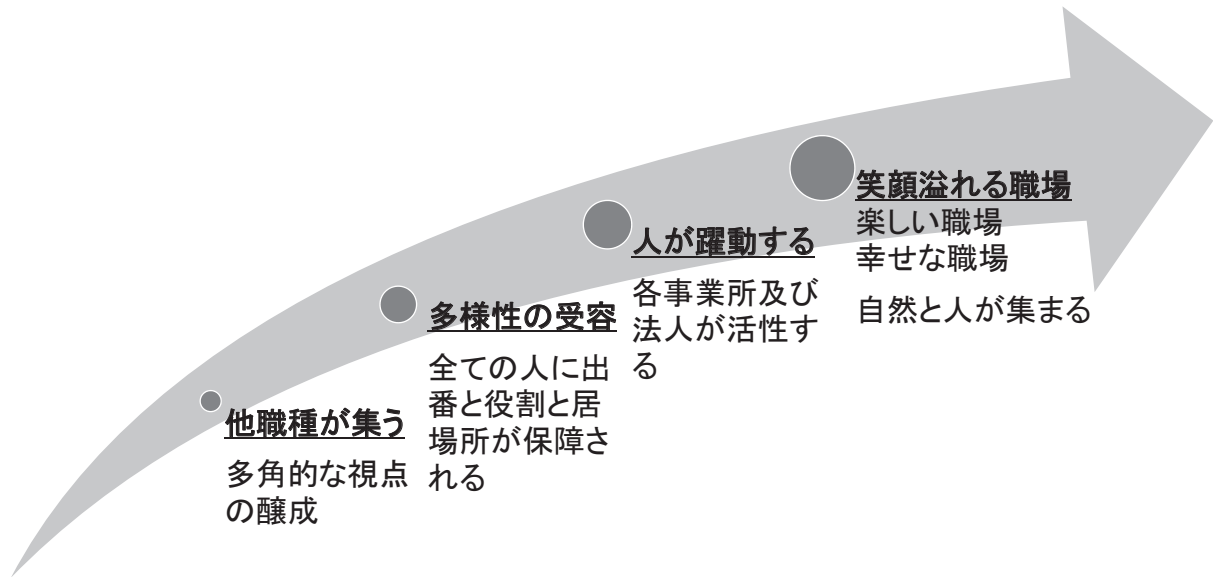 他職種が集う
多角的な視点
の醸成
多様性の受容
全ての人に出
番と役割と居
場所が保障さ
れる
人が躍動する
各事業所及び
法人が活性す
る
笑顔溢れる職場
楽しい職場
幸せな職場
自然と人が集まる